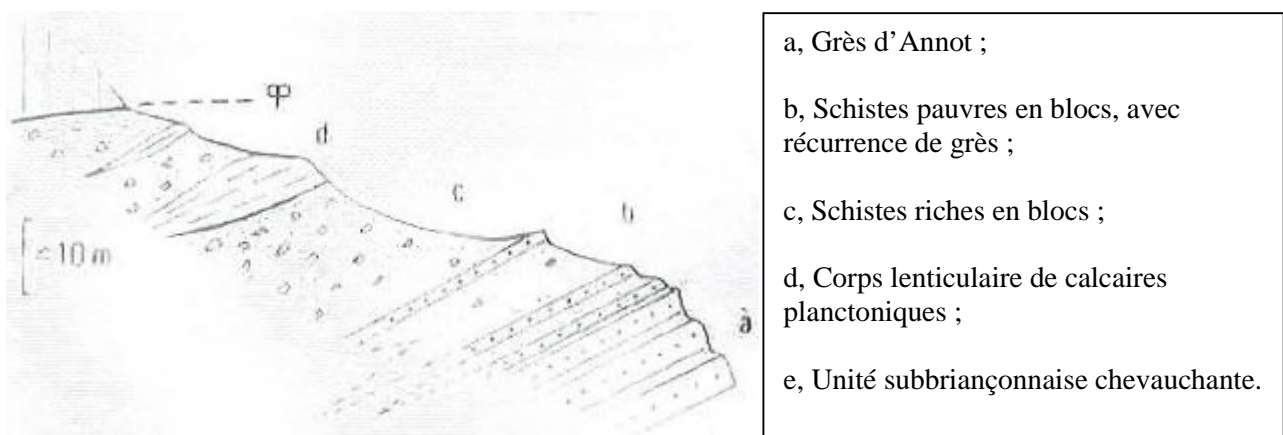 φ
d
c
b
a
≤10 m
a, Grès d’Annot ;
b, Schistes pauvres en blocs, avec
récurrence de grès ;
c, Schistes riches en blocs ;
d, Corps lenticulaire de calcaires
planctoniques ;
e, Unité subbriançonnaise chevauchante.